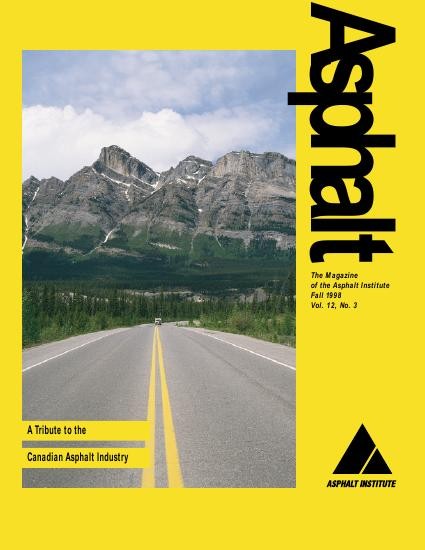 Asphalt
The Magazine
of the Asphalt Institute
Fall 1998
Vol. 12, No. 3
A Tribute to the
Canadian Asphalt Industry
ASPHALT INSTITUTE